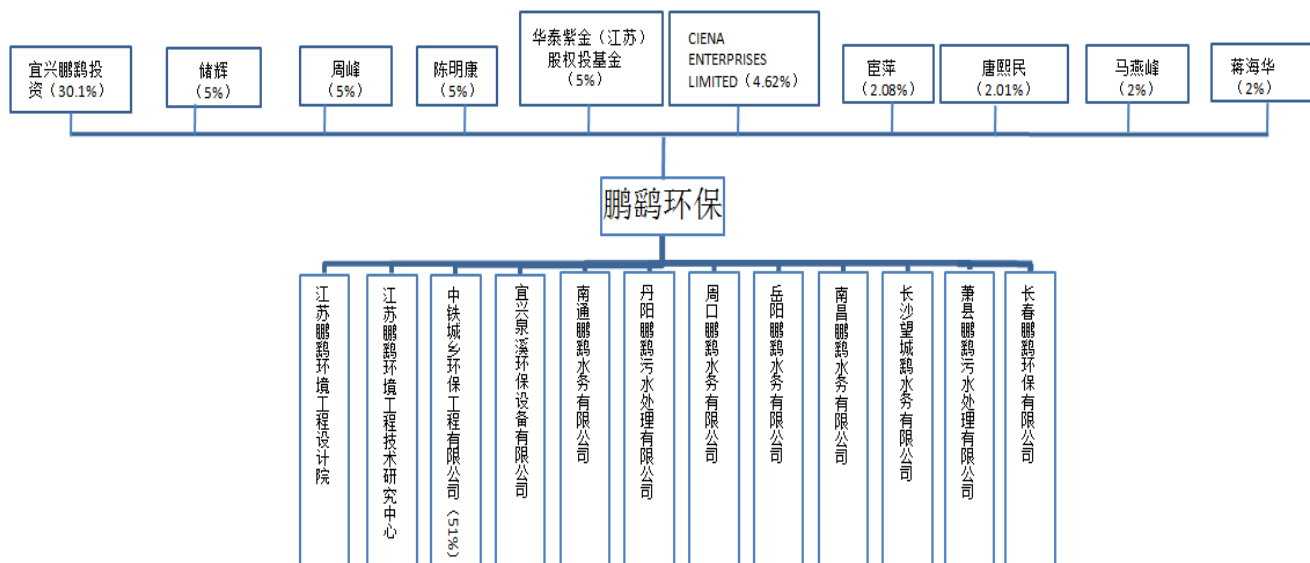 宜兴鹏鹞投
资（30.1%）
储辉
（5%）
周峰
（5%）
陈明康
（5%）
华泰紫金（江苏）
股权投基金
（5%）
CIENA
ENTERPRISES
LIMITED（4.62%）
宦萍
（2.08%）
唐熙民
（2.01%）
马燕峰
（2%）
蒋海华
（2%）
鹏鹞环保
江苏鹏鹞环境工程设计院
江苏鹏鹞环境工程技术研究中心
中铁城乡环保工程有限公司（51%）
宜兴泉溪环保设备有限公司
南通鹏鹞水务有限公司
丹阳鹏鹞污水处理有限公司
周口鹏鹞水务有限公司
岳阳鹏鹞水务有限公司
南昌鹏鹞水务有限公司
长沙望城鹞水务有限公司
萧县鹏鹞污水处理有限公司
长春鹏鹞环保有限公司